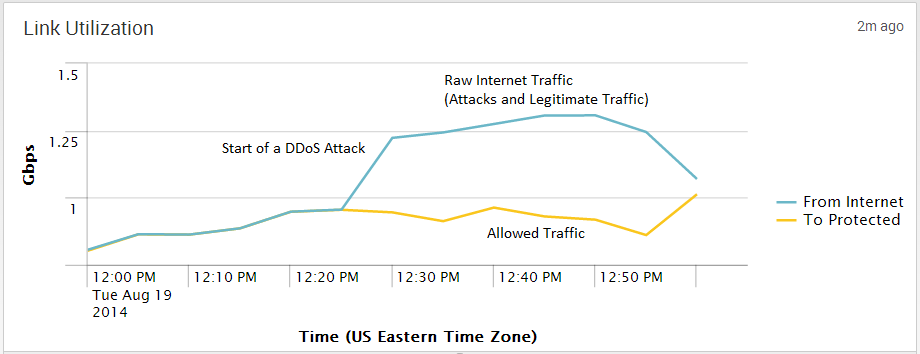 Link Utilization
2m ago
1.5
Raw Internet Traffic
(Attacks and Legitimate Traffic)
1.25
Start of a DDoS Attack
Gbps
1
From Internet
To Protected
Allowed Traffic
12:00 PM 12:10 PM 12:20 PM 12:30 PM 12:40 PM 12:50 PM
Tue Aug 19
2014
Time (US Eastern Time Zone)